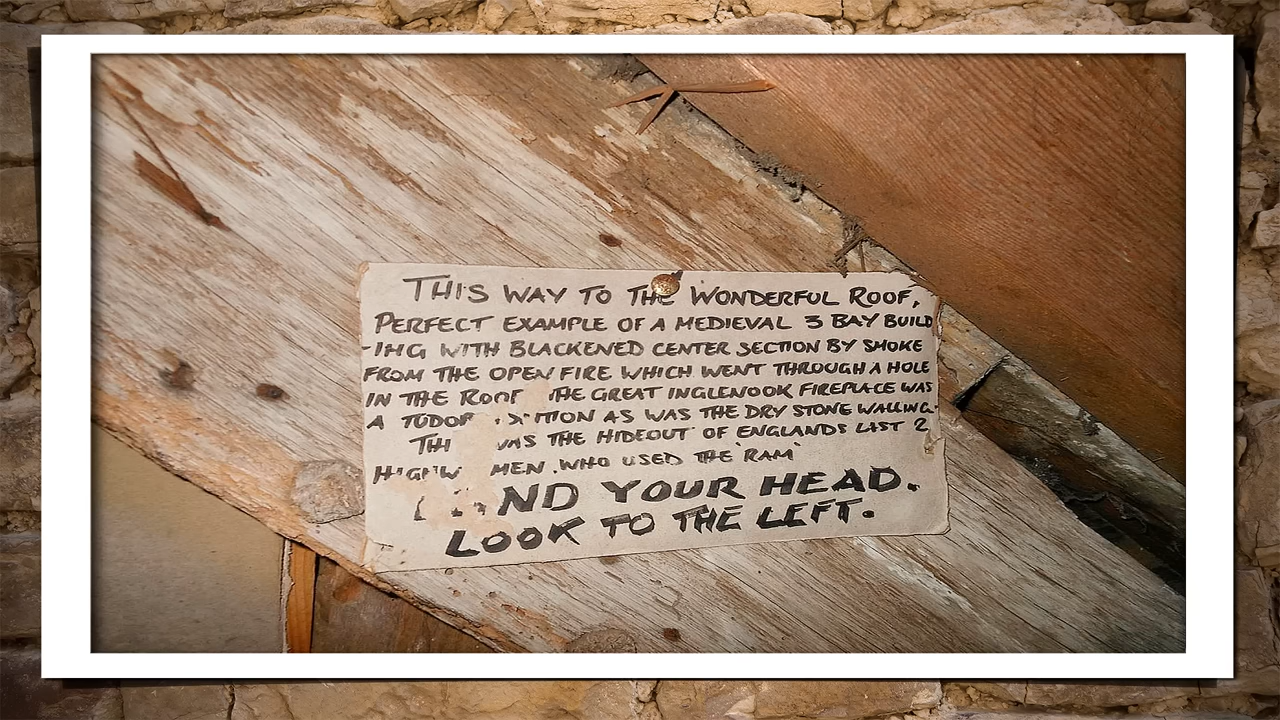 THIS WAY TO THE WONDERFUL ROOF,
PERFECT EXAMPLE OF A MEDIEVAL 3 BAY BUILD
-ING WITH BLACKENED CENTER SECTION BY SMOKE
FROM THE OPEN FIRE WHICH WENT THROUGH A HOLE
IN THE ROOF THE GREAT INGLENOOK FIREPLACE WAS
A TUDOR AS WAS THE DRY STONE WALLING.
WAS THE HIDEOUT OF ENGLANDS LAST 2
MEN. WHO USED THE 'RAM'
YOUR HEAD.
LOOK TO THE LEFT.